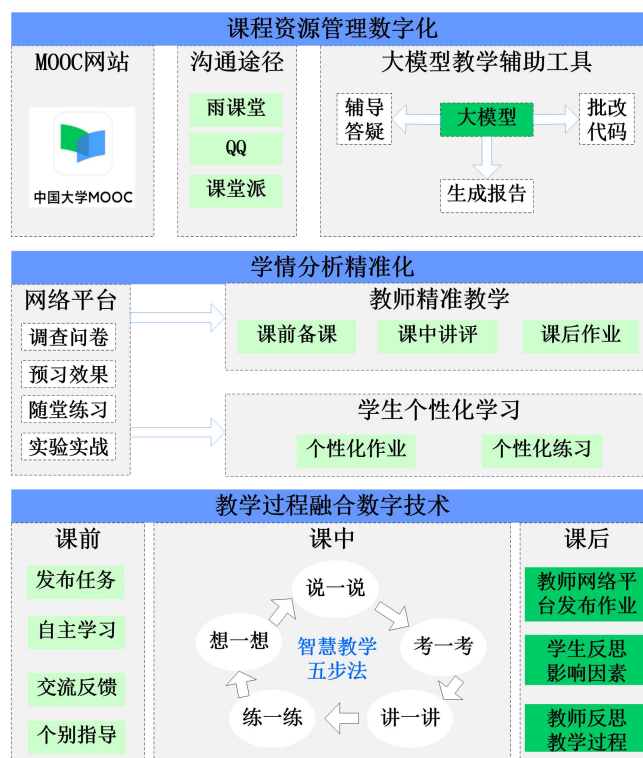 课程资源管理数字化
MOOC网站
中国大学MOOC
沟通途径
雨课堂
QQ
课堂派
大模型教学辅助工具
辅导
答疑
大模型
批改
代码
生成报告
学情分析精准化
网络平台
调查问卷
预习效果
随堂练习
实验实战
教师精准教学
课前备课
课中讲评
课后作业
学生个性化学习
个性化作业
个性化练习
教学过程融合数字技术
课前
发布任务
自主学习
交流反馈
个别指导
课中
说一说
考一考
讲一讲
练一练
想一想
智慧教学
五步法
课后
教师网络平
台发布作业
学生反思
影响因素
教师反思
教学过程